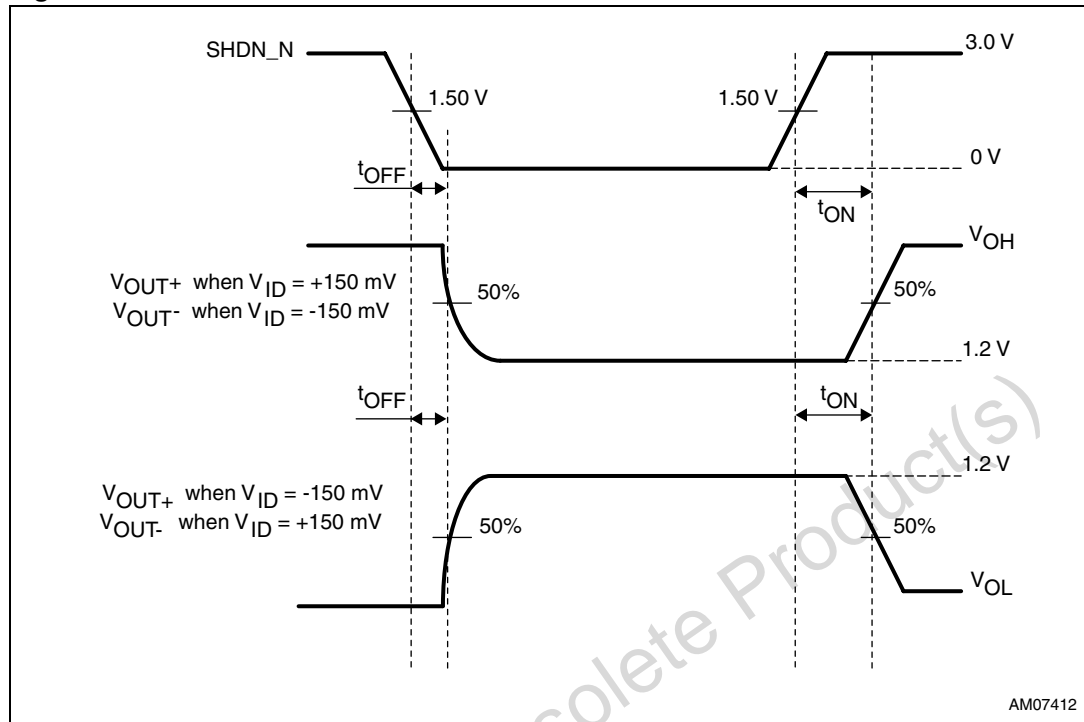 SHDN_N
3.0 V
1.50 V
1.50 V
0 V
tOFF
tON
VOH
VOUT+ when VID = +150 mV
VOUT- when VID = -150 mV
50%
50%
1.2 V
tOFF
tON
1.2 V
VOUT+ when VID = -150 mV
VOUT- when VID = +150 mV
50%
50%
VOL
solete Product(s)
AM07412